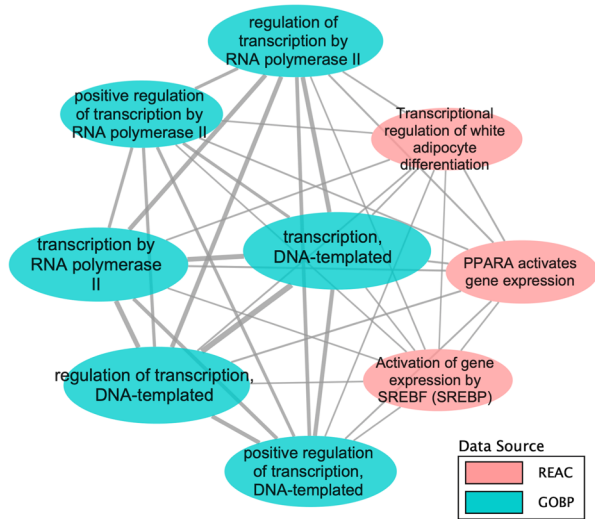 regulation of
transcription by
RNA polymerase II
positive regulation
of transcription by
RNA polymerase II
Transcriptional
regulation of white
adipocyte
differentiation
transcription by
RNA polymerase
II
transcription,
DNA-templated
PPARA activates
gene expression
regulation of transcription,
DNA-templated
Activation of gene
expression by
SREBF (SREBP)
positive regulation
of transcription,
DNA-templated
Data Source
REAC
GOBP